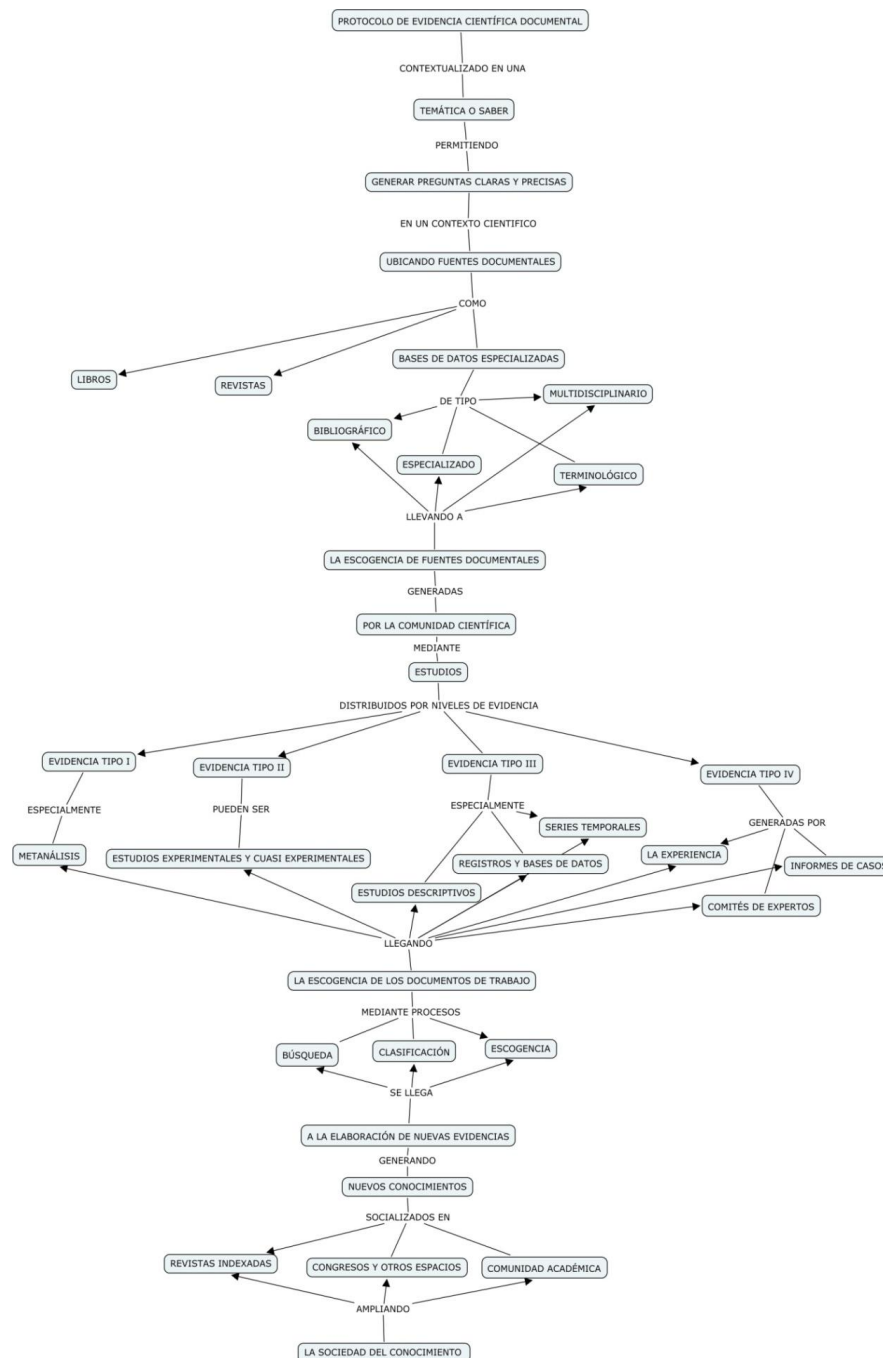 PROTOCOLO DE EVIDENCIA CIENTÍFICA DOCUMENTAL
CONTEXTUALIZADO EN UNA
TEMÁTICA O SABER
PERMITIENDO
GENERAR PREGUNTAS CLARAS Y PRECISAS
EN UN CONTEXTO CIENTIFICO
UBICANDO FUENTES DOCUMENTALES
COMO
BASES DE DATOS ESPECIALIZADAS
LIBROS
REVISTAS
DE TIPO
MULTIDISCIPLINARIO
BIBLIOGRÁFICO
ESPECIALIZADO
TERMINOLÓGICO
LLEVANDO A
LA ESCOGENCIA DE FUENTES DOCUMENTALES
GENERADAS
POR LA COMUNIDAD CIENTÍFICA
MEDIANTE
ESTUDIOS
DISTRIBUIDOS POR NIVELES DE EVIDENCIA
EVIDENCIA TIPO I
EVIDENCIA TIPO II
EVIDENCIA TIPO III
EVIDENCIA TIPO IV
ESPECIALMENTE
PUEDEN SER
ESPECIALMENTE
GENERADAS POR
SERIES TEMPORALES
METANÁLISIS
ESTUDIOS EXPERIMENTALES Y CUASI EXPERIMENTALES
REGISTROS Y BASES DE DATOS
LA EXPERIENCIA
INFORMES DE CASOS
ESTUDIOS DESCRIPTIVOS
COMITÉS DE EXPERTOS
LLEGANDO
LA ESCOGENCIA DE LOS DOCUMENTOS DE TRABAJO
MEDIANTE PROCESOS
BÚSQUEDA
CLASIFICACIÓN
ESCOGENCIA
SE LLEGA
A LA ELABORACIÓN DE NUEVAS EVIDENCIAS
GENERANDO
NUEVOS CONOCIMIENTOS
SOCIALIZADOS EN
REVISTAS INDEXADAS
CONGRESOS Y OTROS ESPACIOS
COMUNIDAD ACADÉMICA
AMPLIANDO
LA SOCIEDAD DEL CONOCIMIENTO